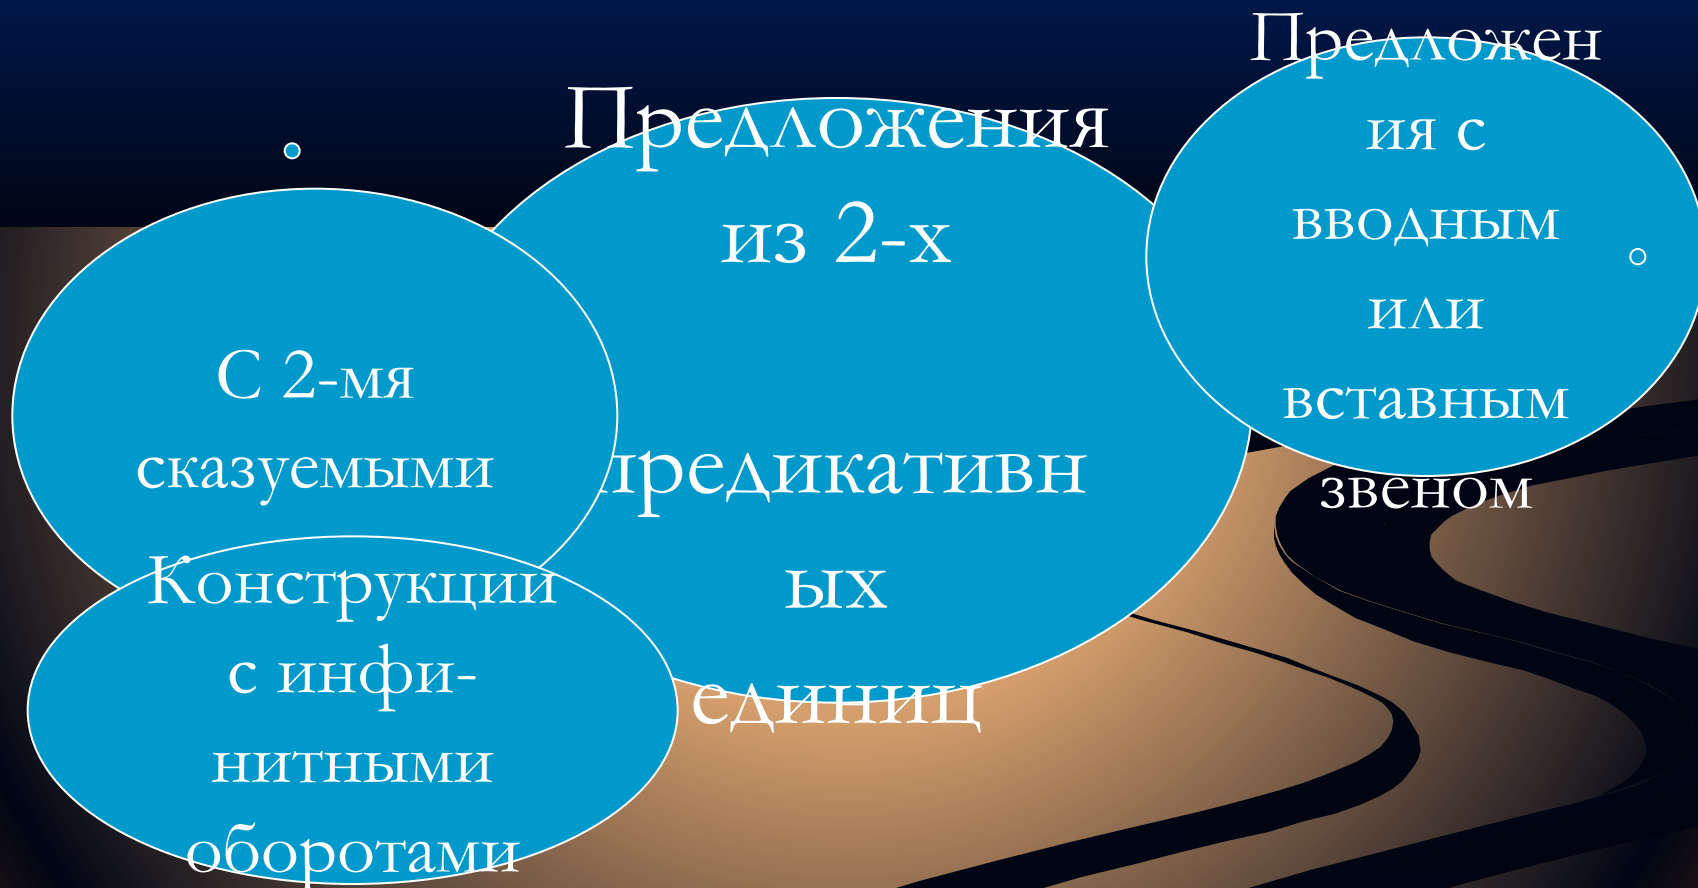 Предложения
из 2-х
предикативн
ых
единиц
Предложен
ия с
вводным
или
вставным
звеном
С 2-мя
сказуемыми
Конструкции
с инфи-
нитными
оборотами